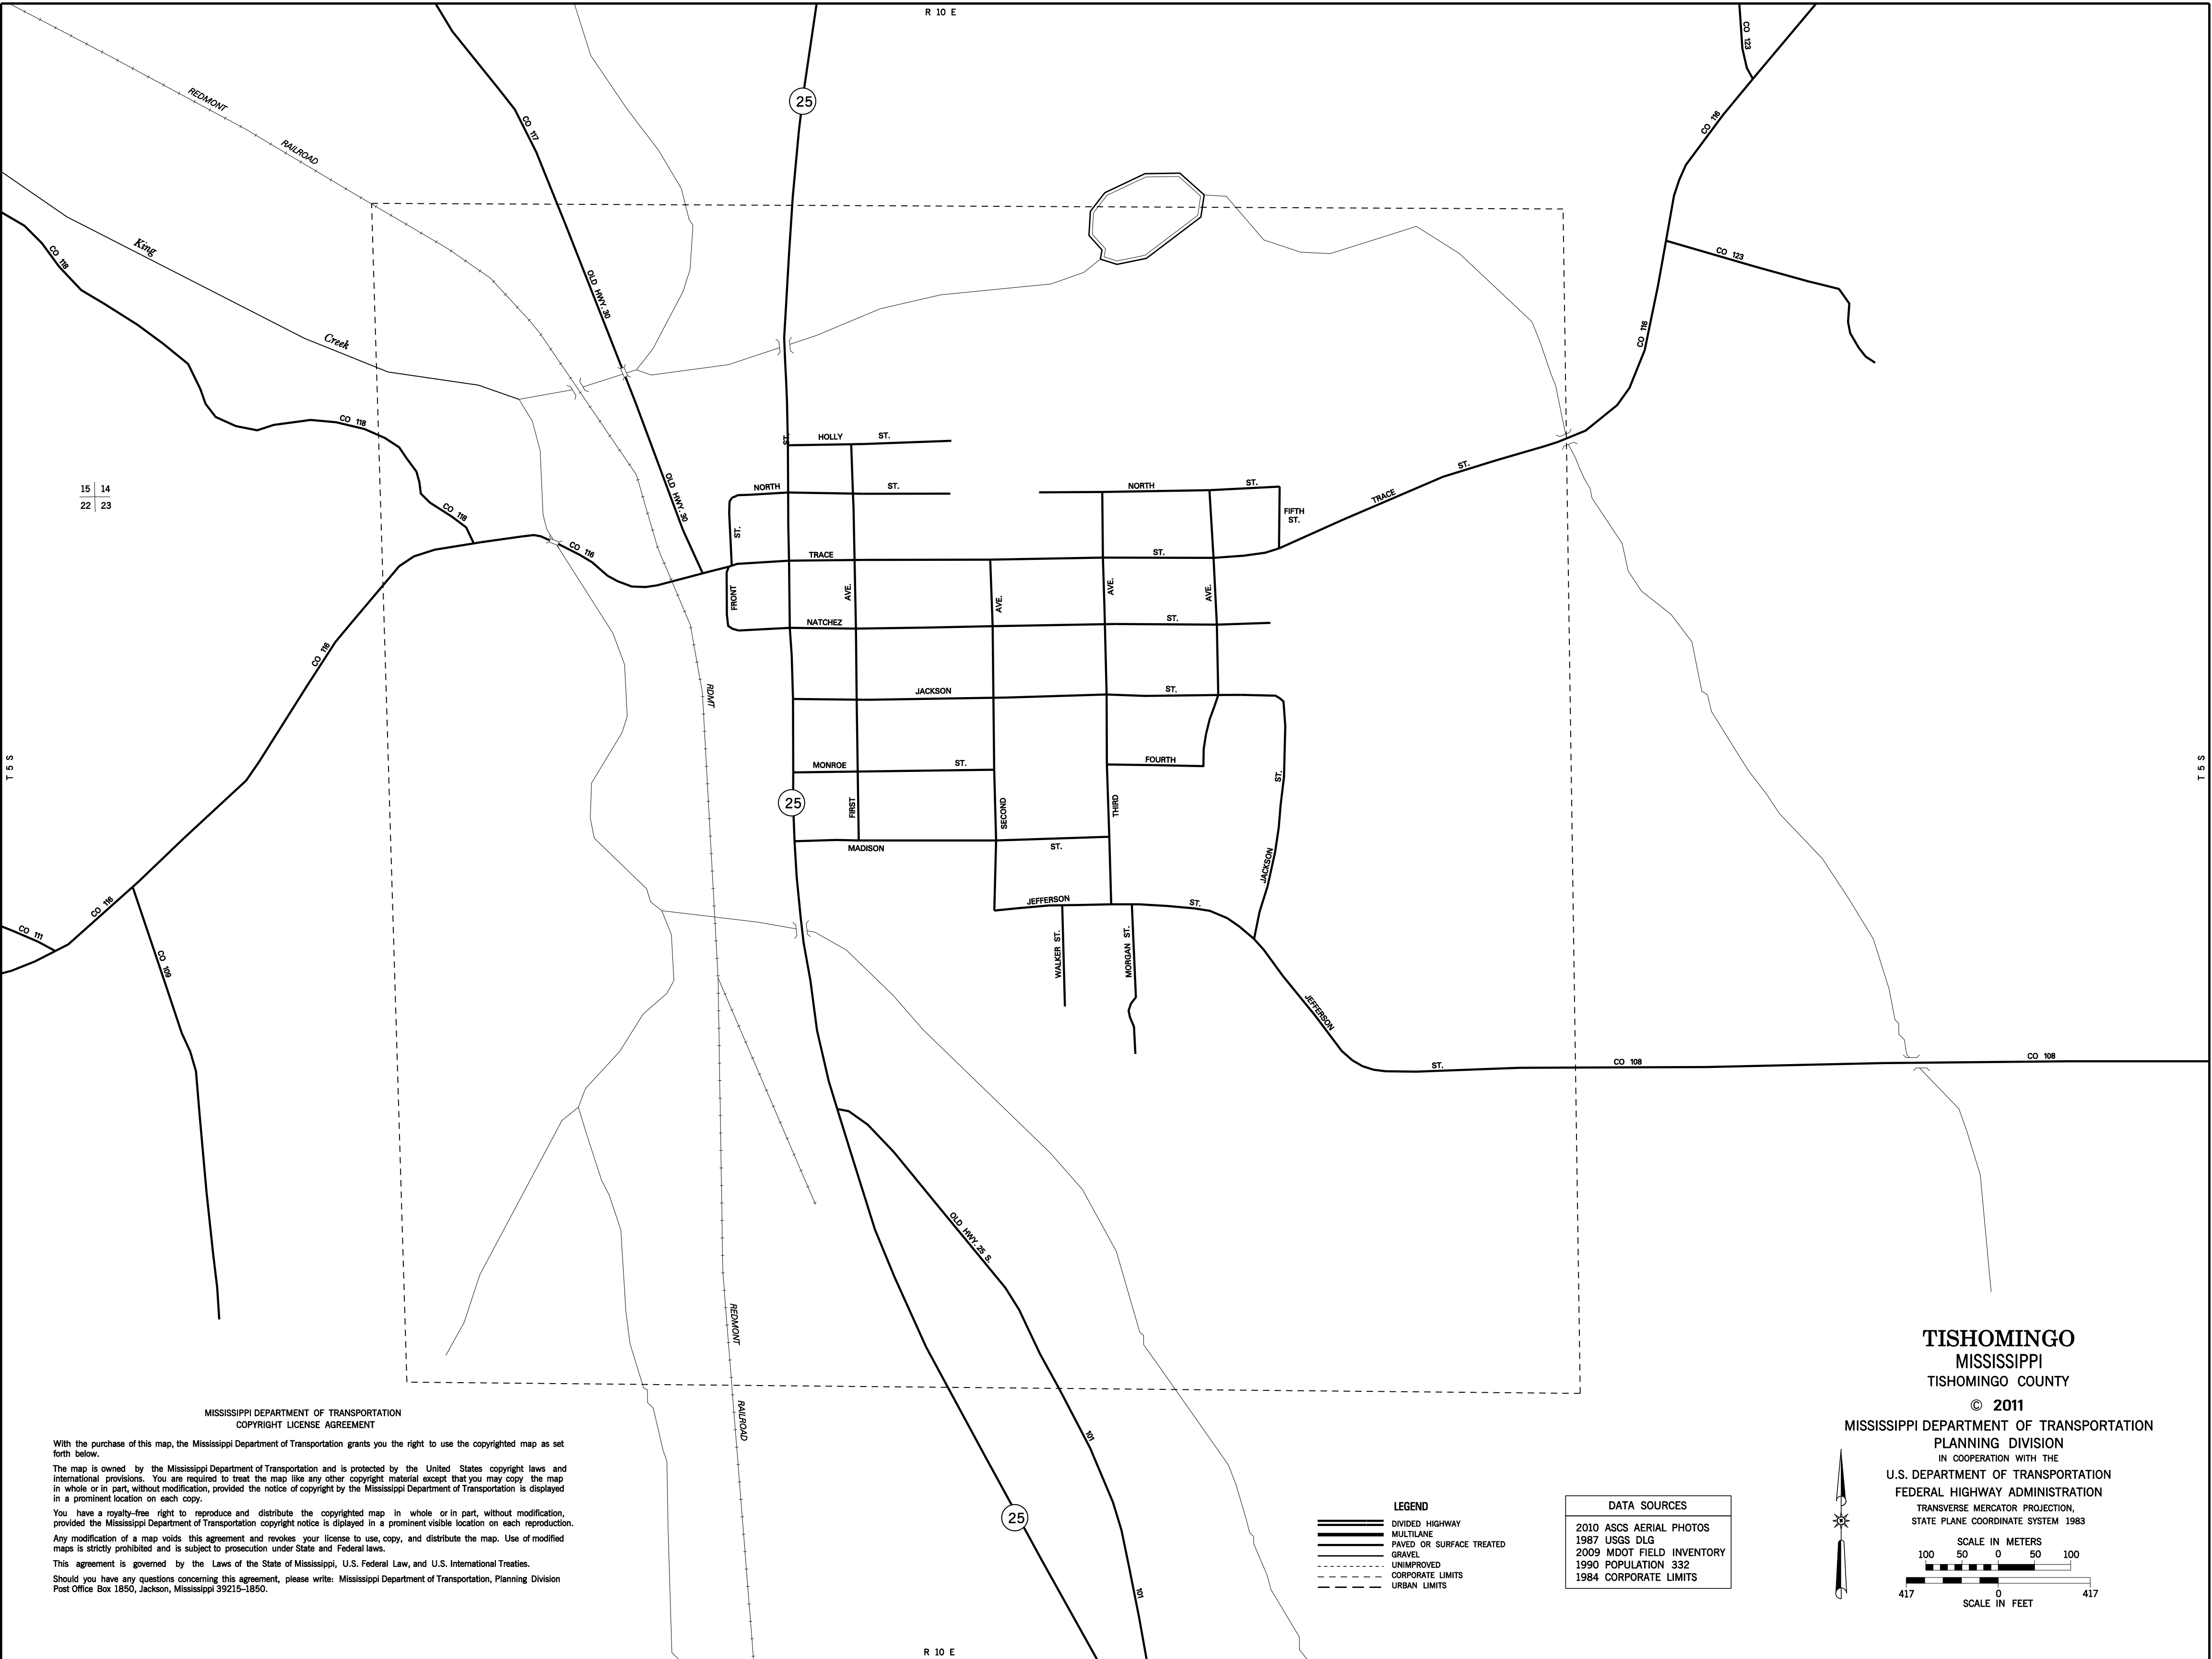 R 10 E
CO 123
25
REDMONT
RAILROAD
CO 117
CO 116
King
Creek
CO 118
OLD HWY. 30
CO 123
CO 116
CO 118
ST.
HOLLY ST.
15 14
22 23
CO 118
OLD HWY. 30
NORTH ST.
NORTH ST.
FIFTH
ST.
TRACE ST.
ST.
CO 116
TRACE ST.
FRONT
AVE.
AVE.
AVE.
AVE.
NATCHEZ ST.
CO 116
RDMT
JACKSON ST.
T 5 S
T 5 S
MONROE ST.
FOURTH
ST.
25
FIRST
SECOND
THIRD
MADISON ST.
JACKSON
JEFFERSON ST.
CO 116
CO 111
CO 109
WALKER ST.
MORGAN ST.
JEFFERSON
ST.
CO 108
CO 108
OLD HWY. 25 S.
REDMONT
RAILROAD
101
25
101
R 10 E
MISSISSIPPI DEPARTMENT OF TRANSPORTATION
COPYRIGHT LICENSE AGREEMENT
With the purchase of this map, the Mississippi Department of Transportation grants you the right to use the copyrighted map as set
forth below.
The map is owned by the Mississippi Department of Transportation and is protected by the United States copyright laws and
international provisions. You are required to treat the map like any other copyright material except that you may copy the map
in whole or in part, without modification, provided the notice of copyright by the Mississippi Department of Transportation is displayed
in a prominent location on each copy.
You have a royalty-free right to reproduce and distribute the copyrighted map in whole or in part, without modification,
provided the Mississippi Department of Transportation copyright notice is diplayed in a prominent visible location on each reproduction.
Any modification of a map voids this agreement and revokes your license to use, copy, and distribute the map. Use of modified
maps is strictly prohibited and is subject to prosecution under State and Federal laws.
This agreement is governed by the Laws of the State of Mississippi, U.S. Federal Law, and U.S. International Treaties.
Should you have any questions concerning this agreement, please write: Mississippi Department of Transportation, Planning Division
Post Office Box 1850, Jackson, Mississippi 39215-1850.
LEGEND
DIVIDED HIGHWAY
MULTILANE
PAVED OR SURFACE TREATED
GRAVEL
UNIMPROVED
CORPORATE LIMITS
URBAN LIMITS
DATA SOURCES
2010 ASCS AERIAL PHOTOS
1987 USGS DLG
2009 MDOT FIELD INVENTORY
1990 POPULATION 332
1984 CORPORATE LIMITS
TISHOMINGO
MISSISSIPPI
TISHOMINGO COUNTY
© 2011
MISSISSIPPI DEPARTMENT OF TRANSPORTATION
PLANNING DIVISION
IN COOPERATION WITH THE
U.S. DEPARTMENT OF TRANSPORTATION
FEDERAL HIGHWAY ADMINISTRATION
TRANSVERSE MERCATOR PROJECTION,
STATE PLANE COORDINATE SYSTEM 1983
SCALE IN METERS
100 50 0 50 100
417 0 417
SCALE IN FEET